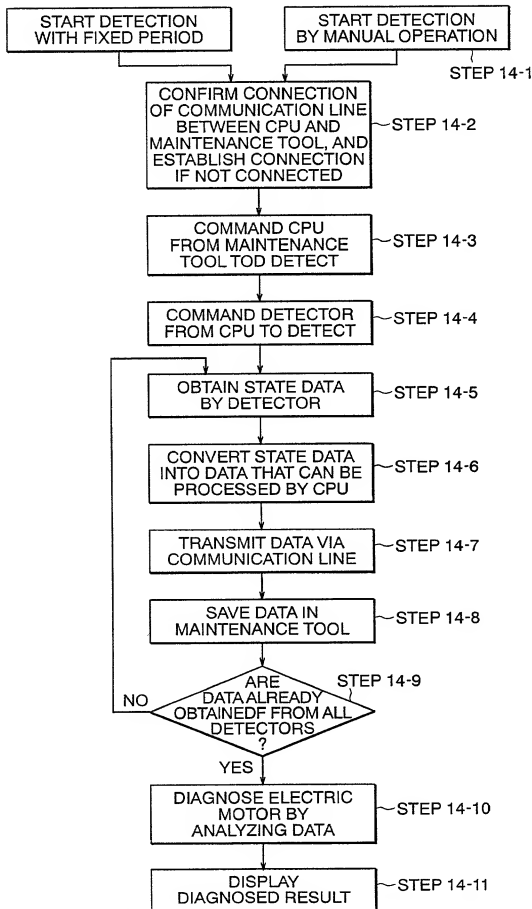 START DETECTION
WITH FIXED PERIOD
START DETECTION
BY MANUAL OPERATION
STEP 14-1
CONFIRM CONNECTION
OF COMMUNICATION LINE
BETWEEN CPU AND
MAINTENANCE TOOL, AND
ESTABLISH CONNECTION
IF NOT CONNECTED
STEP 14-2
COMMAND CPU
FROM MAINTENANCE
TOOL TOD DETECT
STEP 14-3
COMMAND DETECTOR
FROM CPU TO DETECT
STEP 14-4
OBTAIN STATE DATA
BY DETECTOR
STEP 14-5
CONVERT STATE DATA
INTO DATA THAT CAN BE
PROCESSED BY CPU
STEP 14-6
TRANSMIT DATA VIA
COMMUNICATION LINE
STEP 14-7
SAVE DATA IN
MAINTENANCE TOOL
STEP 14-8
STEP 14-9
ARE
DATA ALREADY
OBTAINEDF FROM ALL
DETECTORS
?
NO
YES
DIAGNOSE ELECTRIC
MOTOR BY
ANALYZING DATA
STEP 14-10
DISPLAY
DIAGNOSED RESULT
STEP 14-11